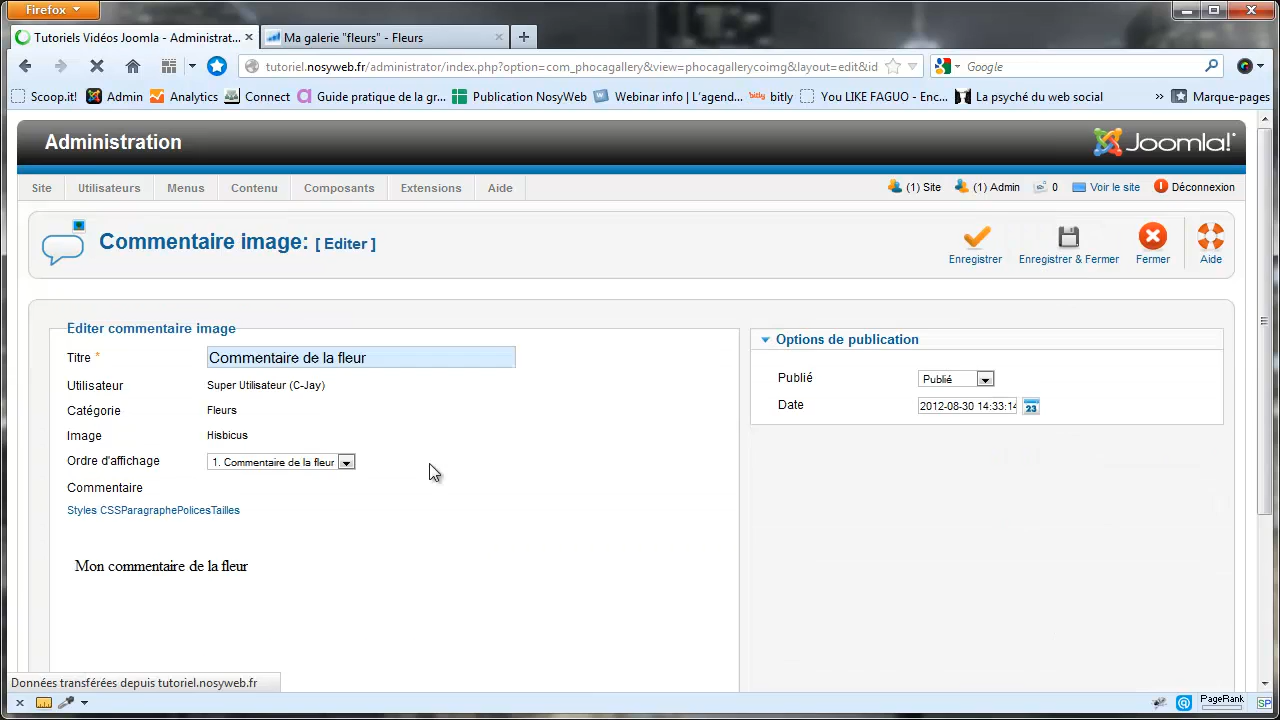 Firefox
Tutoriels Vidéos Joomla - Administrat...
Ma galerie "fleurs" - Fleurs
tutoriel.nosyweb.fr/administrator/index.php?option=com_phocagallery&view=phocagallerycoimg&layout=edit&id
Google
Scoop.it! Admin Analytics Connect Guide pratique de la gr... Publication NosyWeb Webinar info | L'agend... bitly You LIKE FAGUO - Enc... La psyché du web social » Marque-pages
Administration
Joomla!
Site Utilisateurs Menus Contenu Composants Extensions Aide
(1) Site (1) Admin 0 Voir le site Déconnexion
Commentaire image: [ Editer ]
Enregistrer Enregistrer & Fermer Fermer Aide
Editer commentaire image
Titre *
Commentaire de la fleur
Utilisateur
Super Utilisateur (C-Jay)
Catégorie
Fleurs
Image
Hisbicus
Ordre d'affichage
1. Commentaire de la fleur
Commentaire
Styles CSSParagraphePolicesTailles
Mon commentaire de la fleur
Options de publication
Publié
Publié
Date
2012-08-30 14:33:14
23
Données transférées depuis tutoriel.nosyweb.fr
PageRank
SP